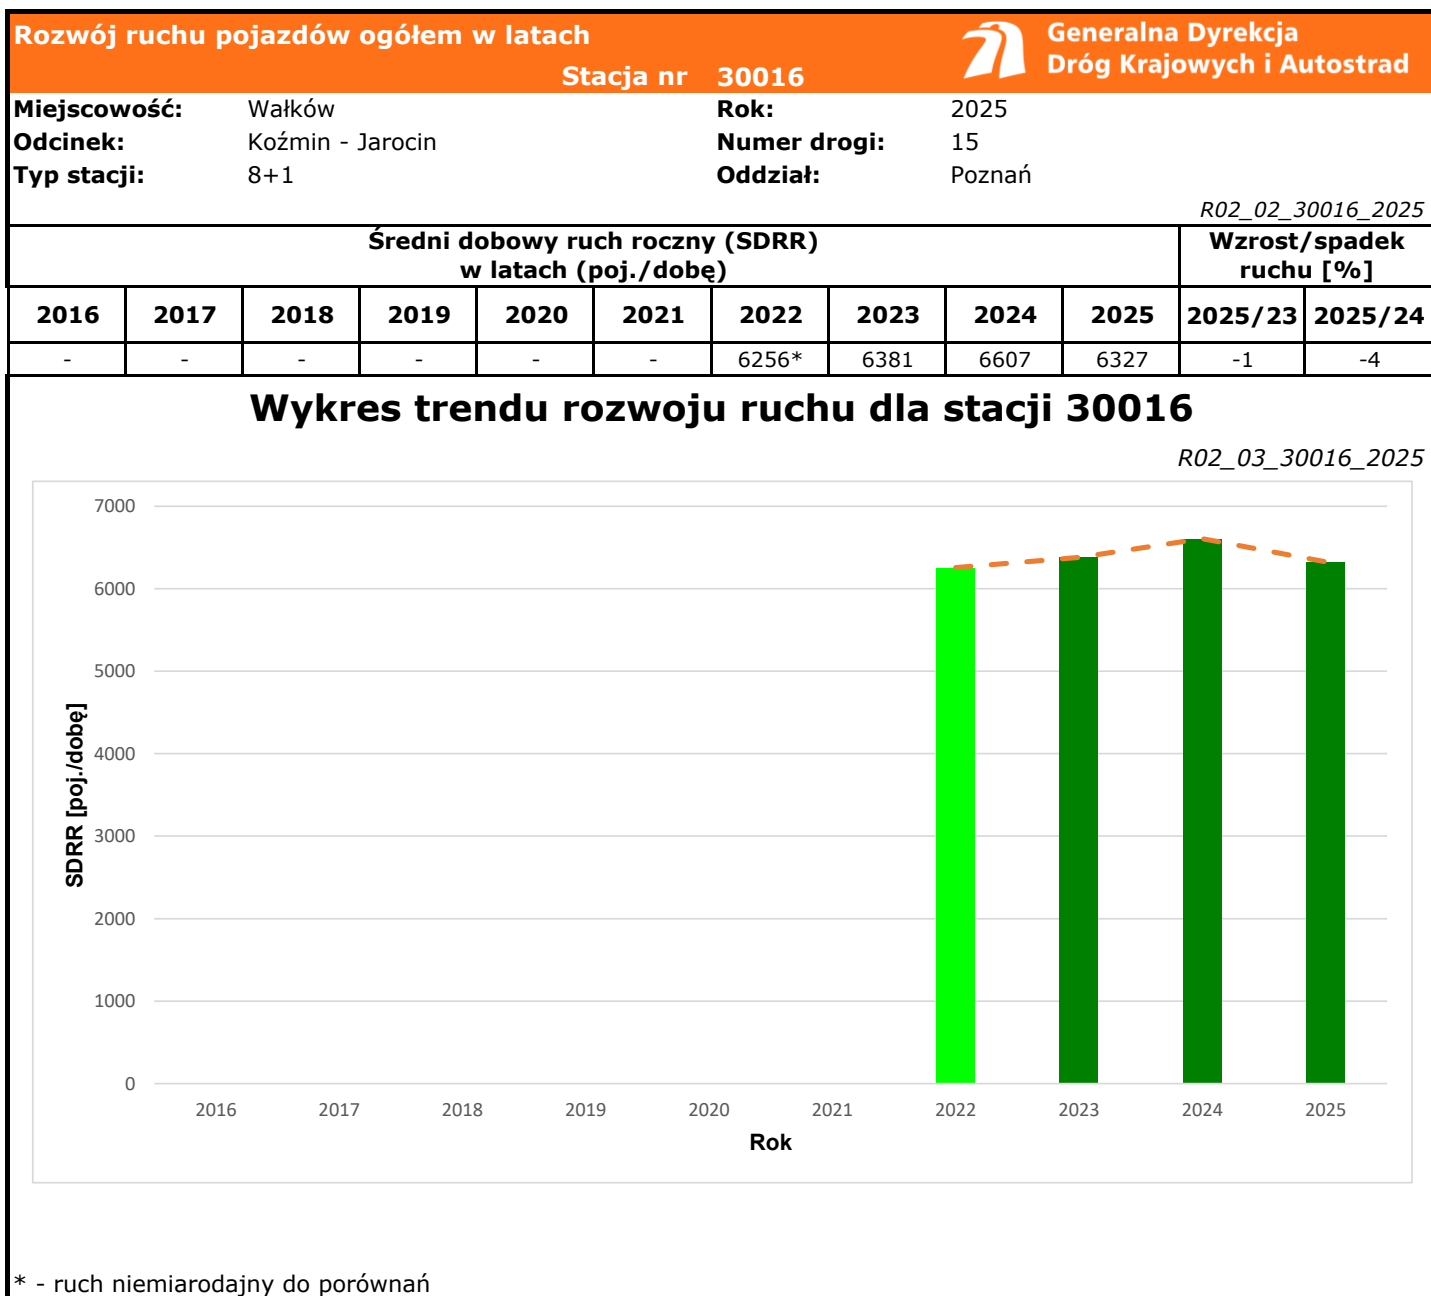 Rozwój ruchu pojazdów ogółem w latach
Generalna Dyrekcja
Dróg Krajowych i Autostrad
Stacja nr 30016
Miejscowość: Wałków Rok: 2025
Odcinek: Koźmin - Jarocin Numer drogi: 15
Typ stacji: 8+1 Oddział: Poznań
R02_02_30016_2025
Średni dobowy ruch roczny (SDRR)
w latach (poj./dobę)
Wzrost/spadek
ruchu [%]
2016 2017 2018 2019 2020 2021 2022 2023 2024 2025 2025/23 2025/24
- - - - - - 6256* 6381 6607 6327 -1 -4
Wykres trendu rozwoju ruchu dla stacji 30016
R02_03_30016_2025
7000
6000
5000
4000
3000
2000
1000
0
SDRR [poj./dobę]
2016 2017 2018 2019 2020 2021 2022 2023 2024 2025
Rok
* - ruch niemiarodajny do porównań